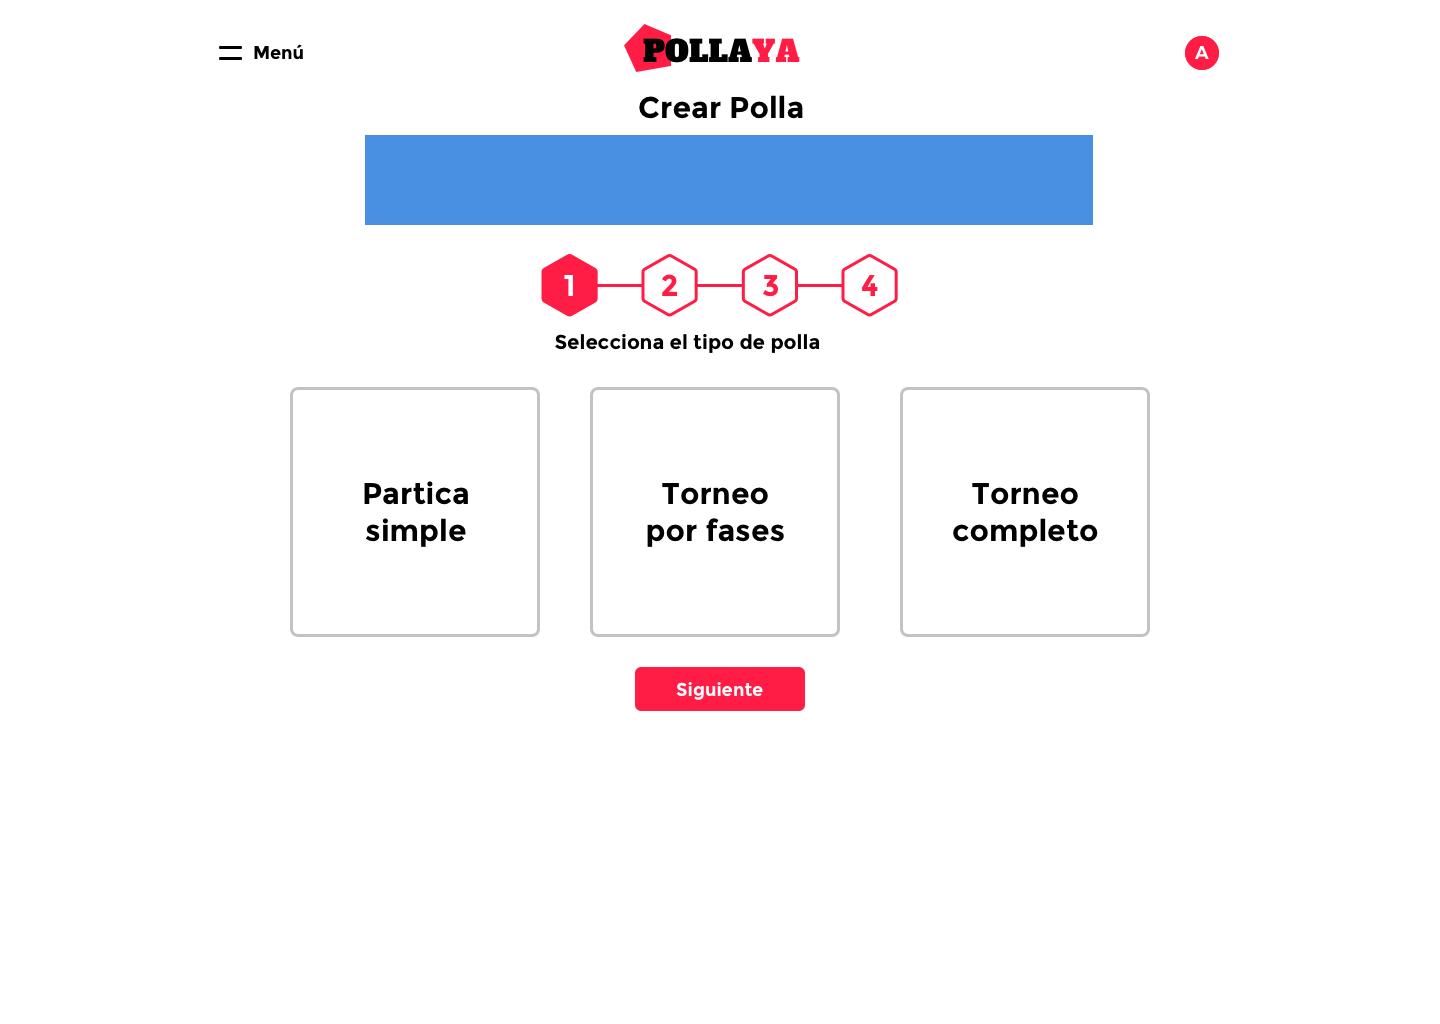 Menú
POLLAYA
A
Crear Polla
1 2 3 4
Selecciona el tipo de polla
Partica
simple
Torneo
por fases
Torneo
completo
Siguiente